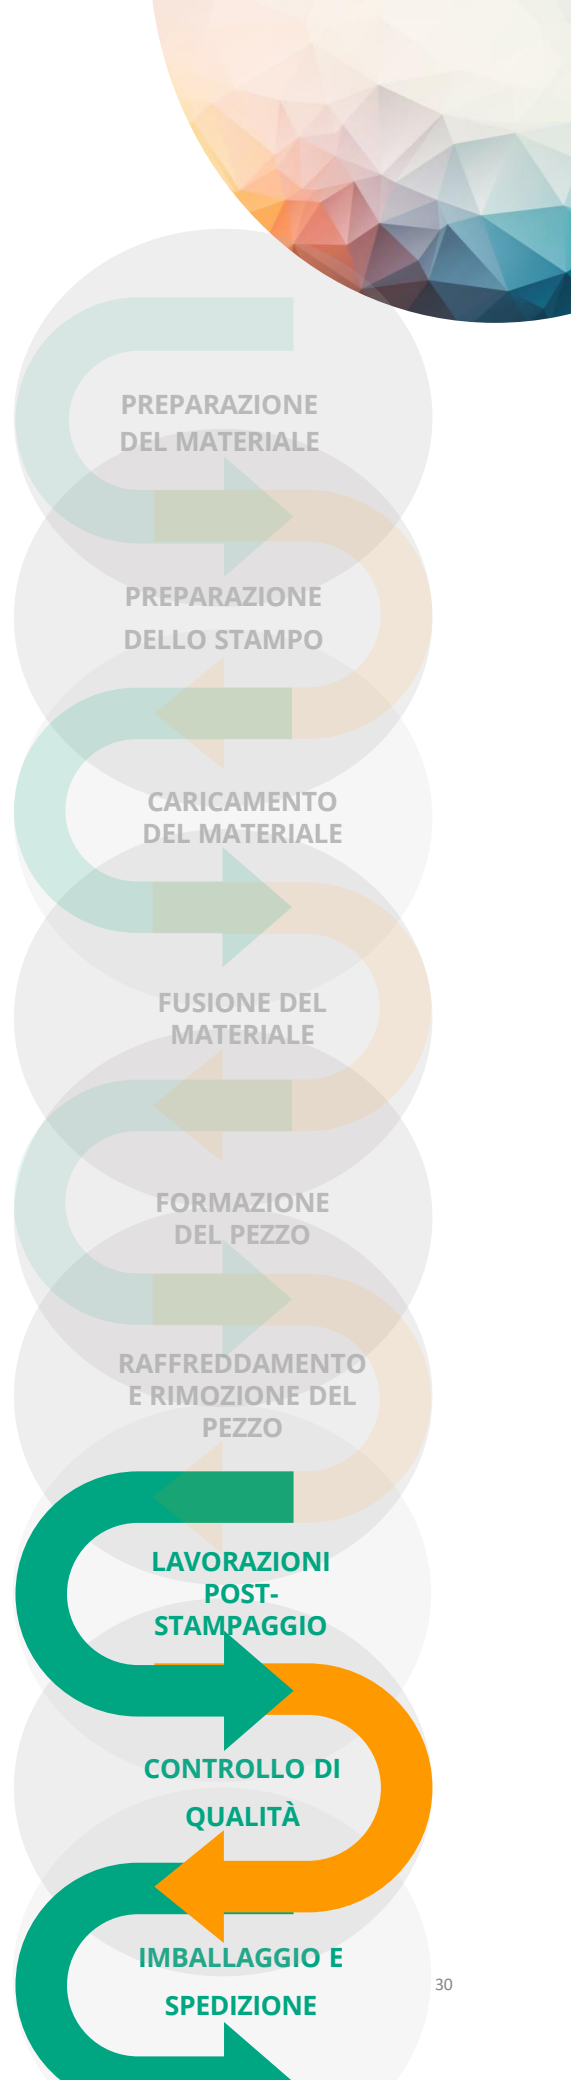 PREPARAZIONE
DEL MATERIALE
PREPARAZIONE
DELLO STAMPO
CARICAMENTO
DEL MATERIALE
FUSIONE DEL
MATERIALE
FORMAZIONE
DEL PEZZO
RAFFREDDAMENTO
E RIMOZIONE DEL
PEZZO
LAVORAZIONI
POST-
STAMPAGGIO
CONTROLLO DI
QUALITÀ
IMBALLAGGIO E
SPEDIZIONE
30